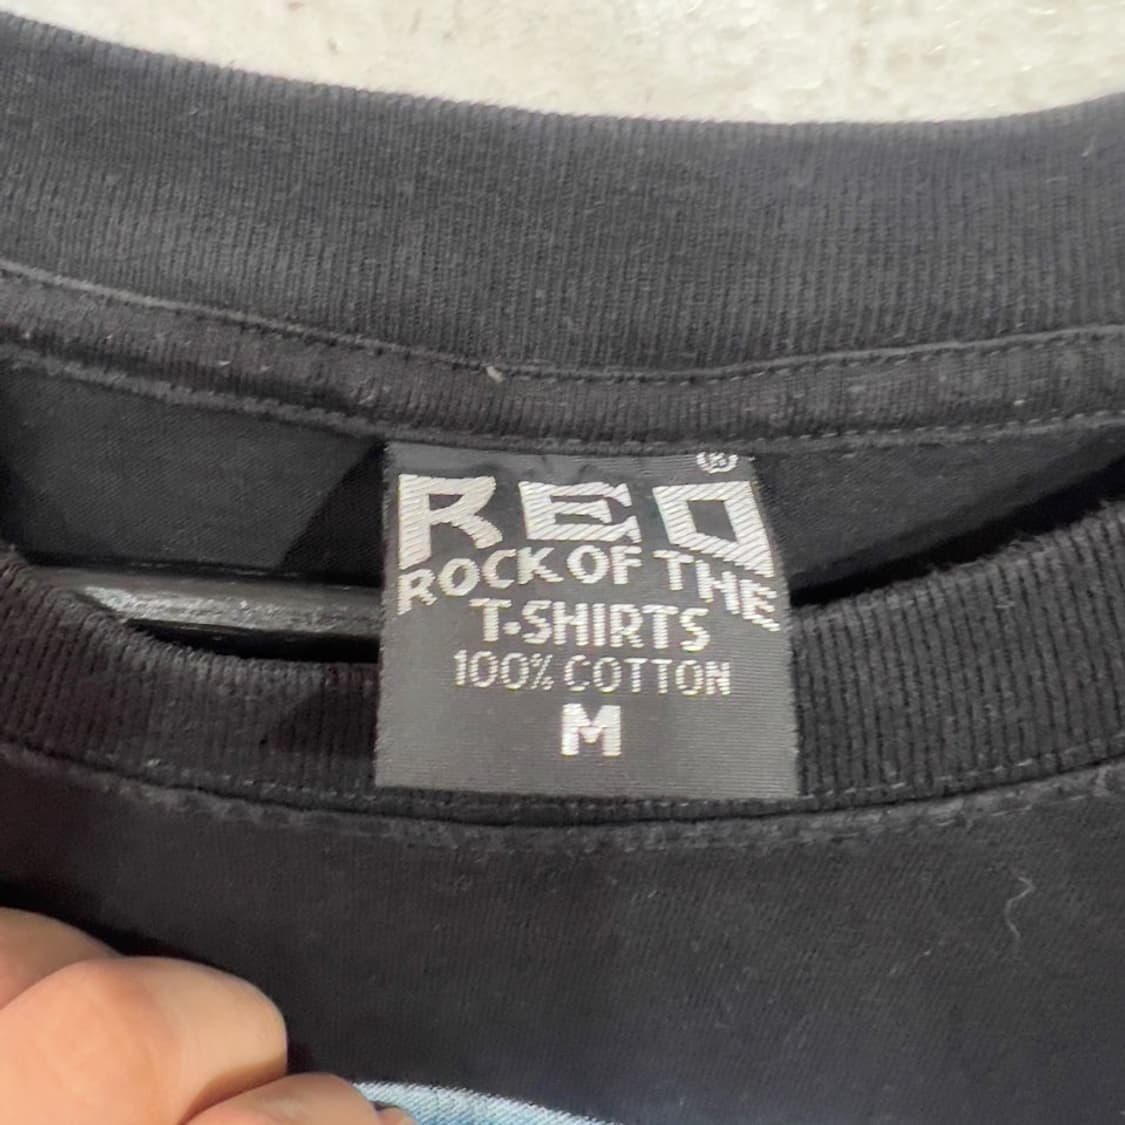 ®
REO
ROCK OF THE
T-SHIRTS
100% COTTON
M